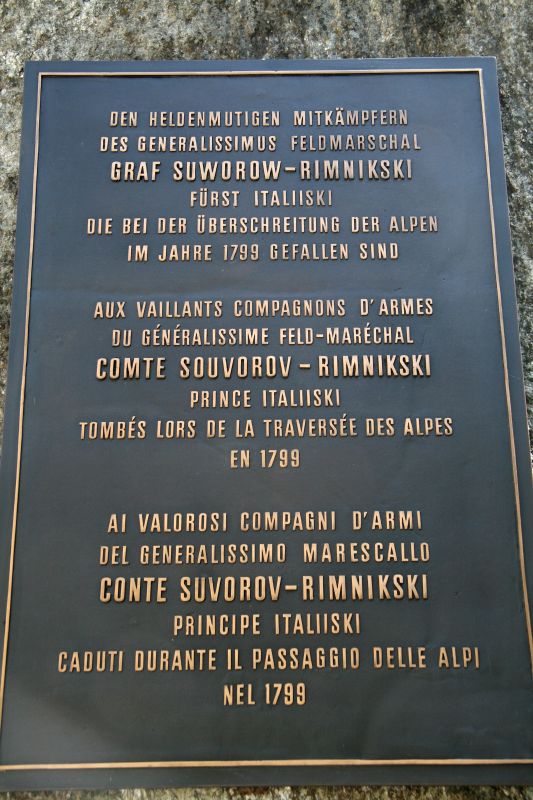 DEN HELDENMUTIGEN MITKÄMPFERN
DES GENERALISSIMUS FELDMARSCHAL
GRAF SUWOROW-RIMNIKSKI
FÜRST ITALIISKI
DIE BEI DER ÜBERSCHREITUNG DER ALPEN
IM JAHRE 1799 GEFALLEN SIND
AUX VAILLANTS COMPAGNONS D'ARMES
DU GÉNÉRALISSIME FELD-MARÉCHAL
COMTE SOUVOROV-RIMNIKSKI
PRINCE ITALIISKI
TOMBÉS LORS DE LA TRAVERSÉE DES ALPES
EN 1799
AI VALOROSI COMPAGNI D'ARMI
DEL GENERALISSIMO MARESCALLO
CONTE SUVOROV-RIMNIKSKI
PRINCIPE ITALIISKI
CADUTI DURANTE IL PASSAGGIO DELLE ALPI
NEL 1799